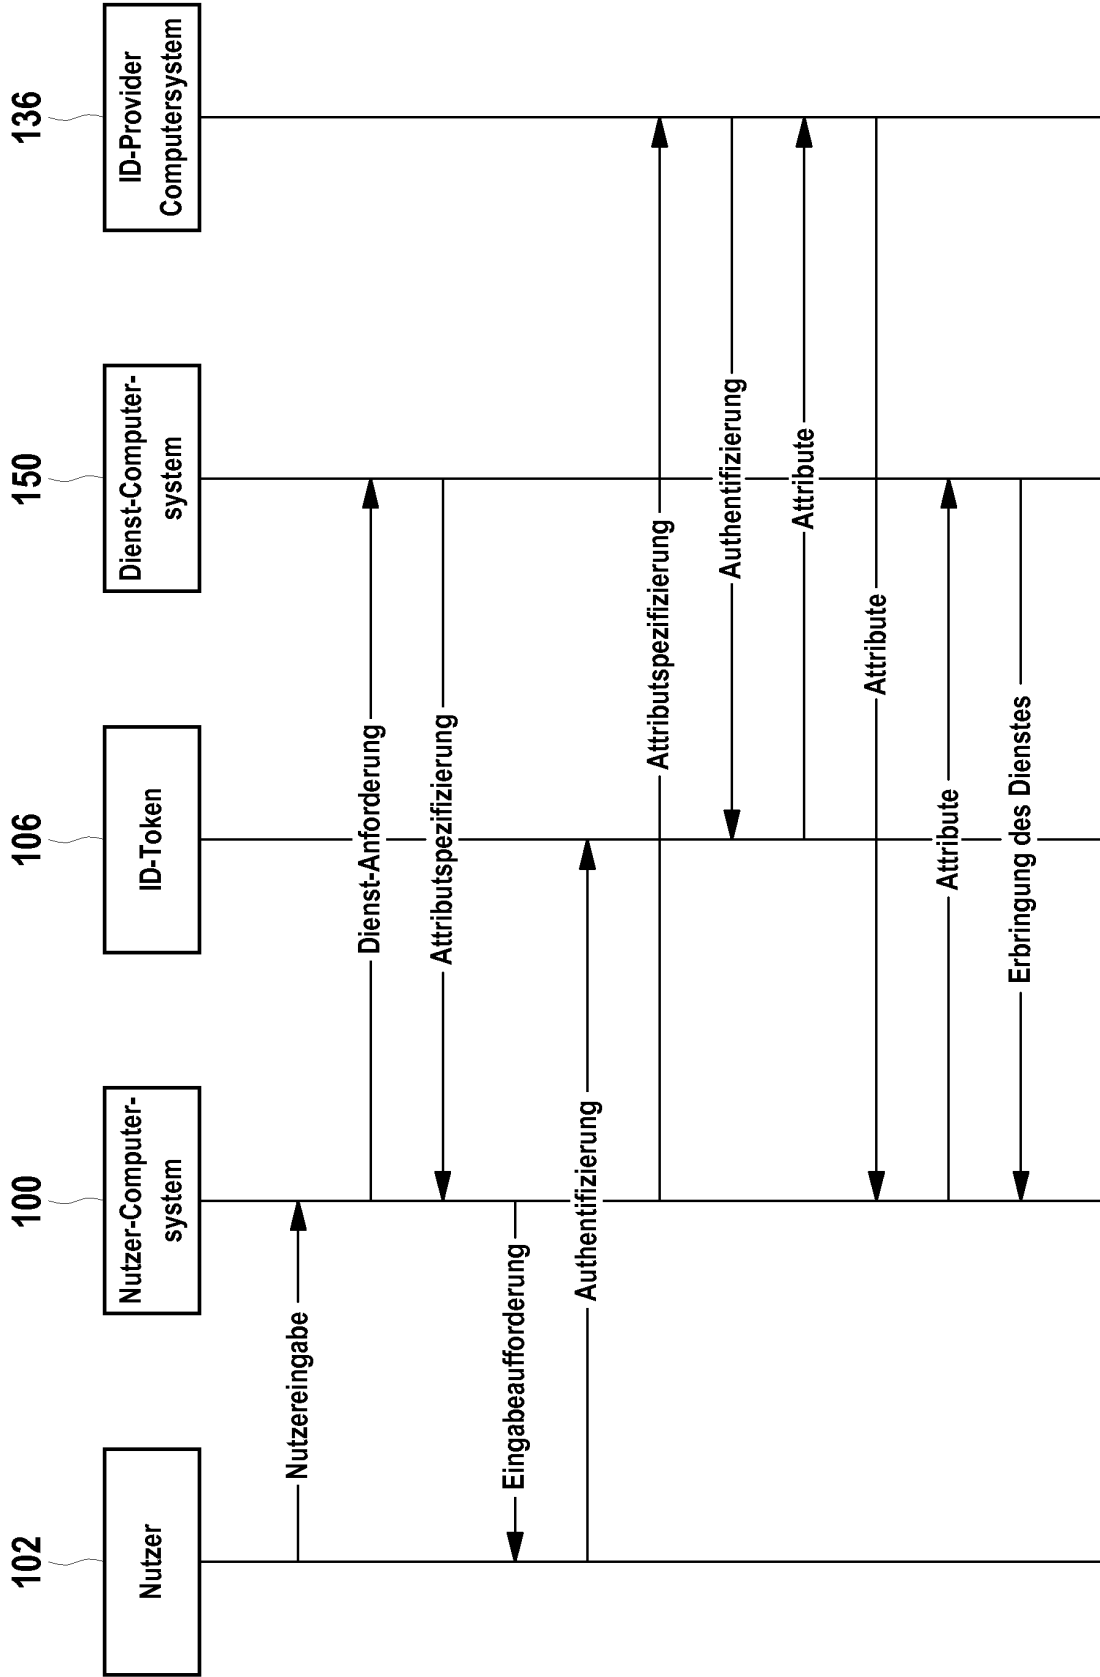 102
100
106
150
136
Nutzer
Nutzer-Computer-
system
ID-Token
Dienst-Computer-
system
ID-Provider
Computersystem
Nutzereingabe
Dienst-Anforderung
Attributspezifizierung
Eingabeaufforderung
Authentifizierung
Attributspezifizierung
Authentifizierung
Attribute
Attribute
Attribute
Erbringung des Dienstes